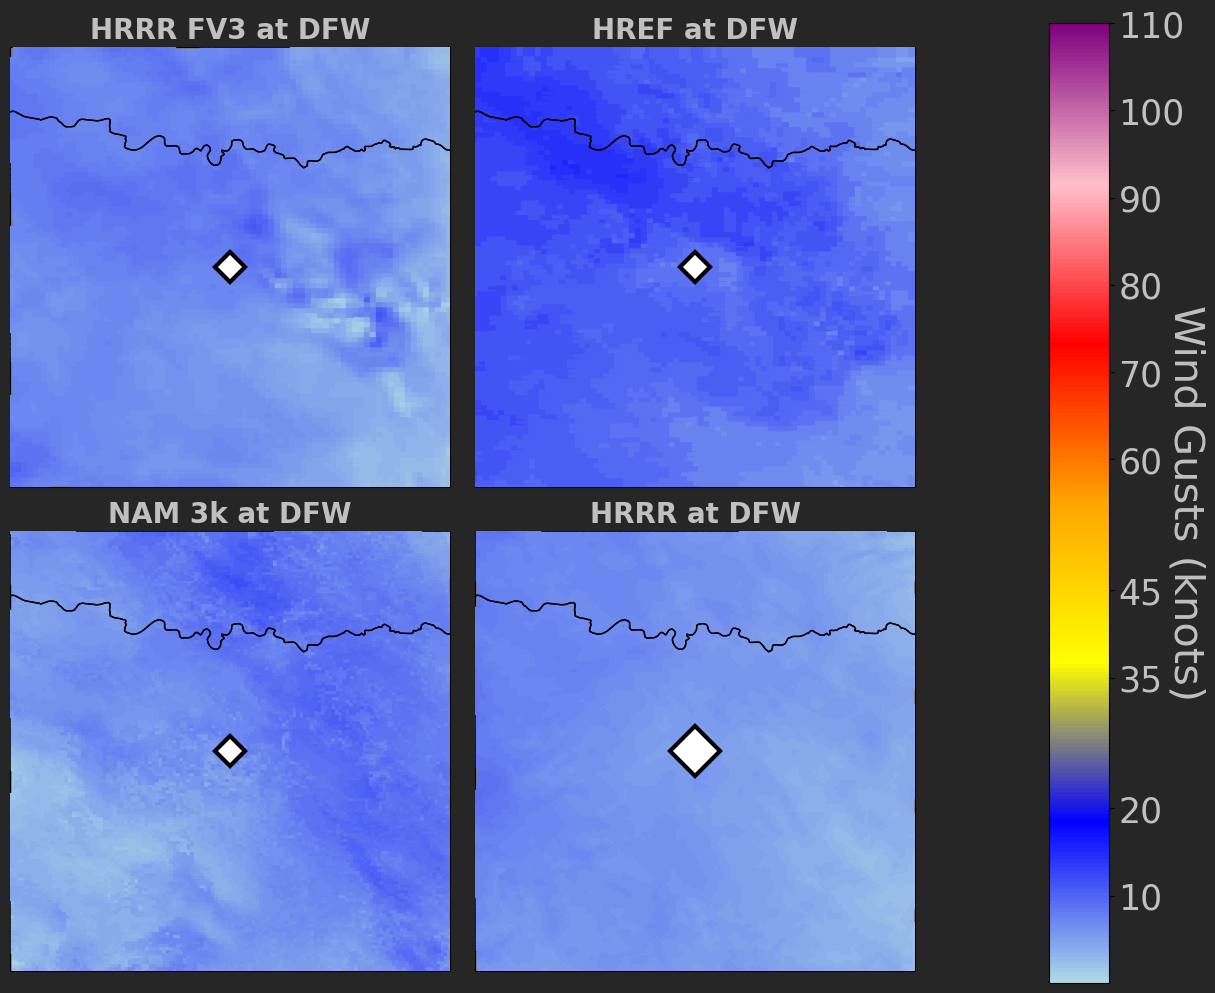 HRRR FV3 at DFW
HREF at DFW
NAM 3k at DFW
HRRR at DFW
110
100
90
80
70
60
45
35
20
10
Wind Gusts (knots)